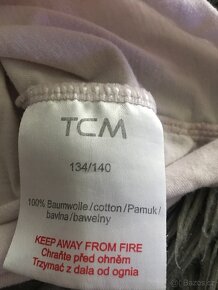 TCM
134/140
100% Baumwolle/cotton/Pamuk/
bavlna/bawelny
KEEP AWAY FROM FIRE
Chraňte před ohněm
Trzymać z dala od ognia